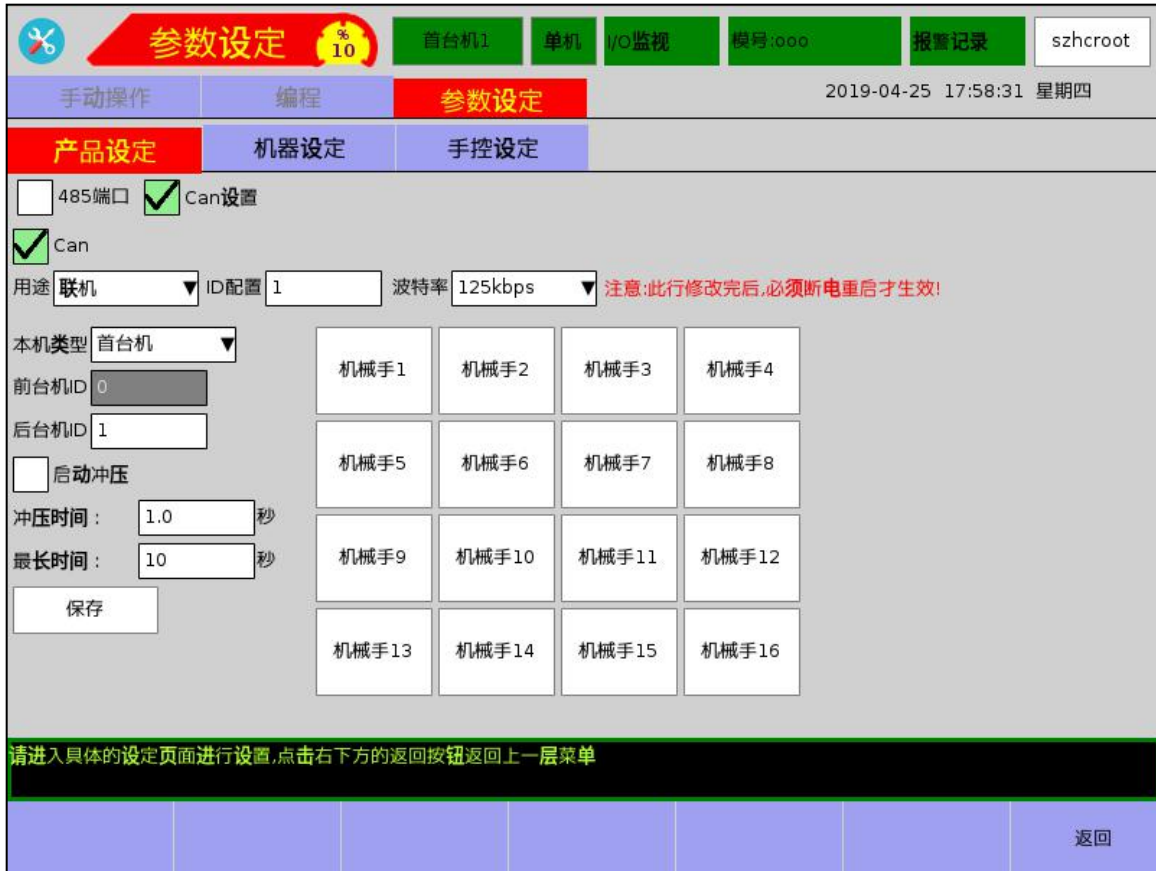 参数设定 % 10 首台机1 单机 I/O监视 模号:ooo 报警记录 szhcroot
手动操作 编程 参数设定 2019-04-25 17:58:31 星期四
产品设定 机器设定 手控设定
485端口 Can设置
Can
用途 联机 ▼ ID配置 1 波特率 125kbps ▼ 注意:此行修改完后,必须断电重启才生效!
本机类型 首台机 ▼
前台机ID 0
后台机ID 1
启动冲压
冲压时间: 1.0 秒
最长时间: 10 秒
保存
机械手1 机械手2 机械手3 机械手4
机械手5 机械手6 机械手7 机械手8
机械手9 机械手10 机械手11 机械手12
机械手13 机械手14 机械手15 机械手16
请进入具体的设定页面进行设置,点击右下方的返回按钮返回上一层菜单
返回